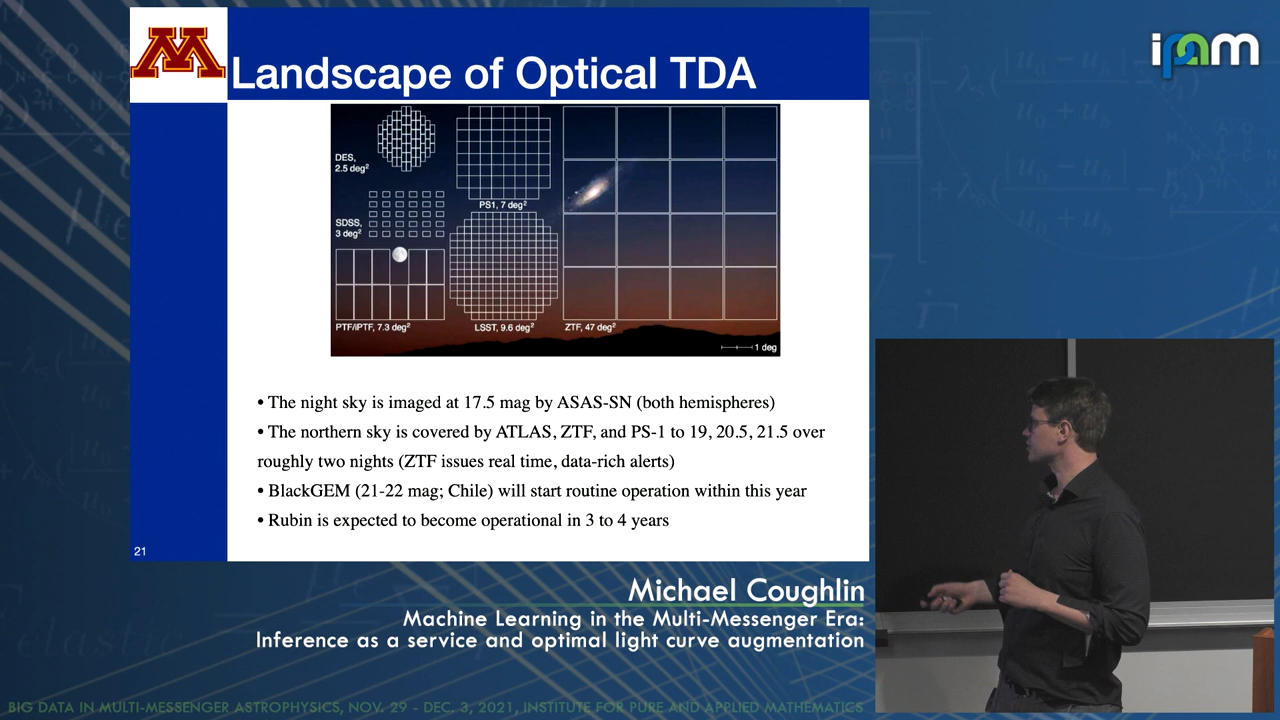 M
Landscape of Optical TDA
ipam
DES,
2.5 deg²
PS1, 7 deg²
SDSS,
3 deg²
PTF/iPTF, 7.3 deg²
LSST, 9.6 deg²
ZTF, 47 deg²
1 deg
• The night sky is imaged at 17.5 mag by ASAS-SN (both hemispheres)
• The northern sky is covered by ATLAS, ZTF, and PS-1 to 19, 20.5, 21.5 over
roughly two nights (ZTF issues real time, data-rich alerts)
• BlackGEM (21-22 mag; Chile) will start routine operation within this year
• Rubin is expected to become operational in 3 to 4 years
21
Michael Coughlin
Machine Learning in the Multi-Messenger Era:
Inference as a service and optimal light curve augmentation
BIG DATA IN MULTI-MESSENGER ASTROPHYSICS, NOV. 29 - DEC. 3, 2021, INSTITUTE FOR PURE AND APPLIED MATHEMATICS